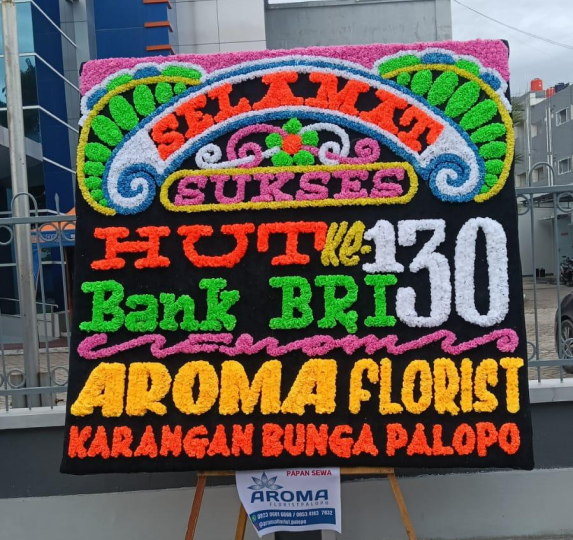 SELAMAT
SUKSES
HUT Ke-130
Bank BRI
AROMA FLORIST
KARANGAN BUNGA PALOPO
PAPAN SEWA
AROMA